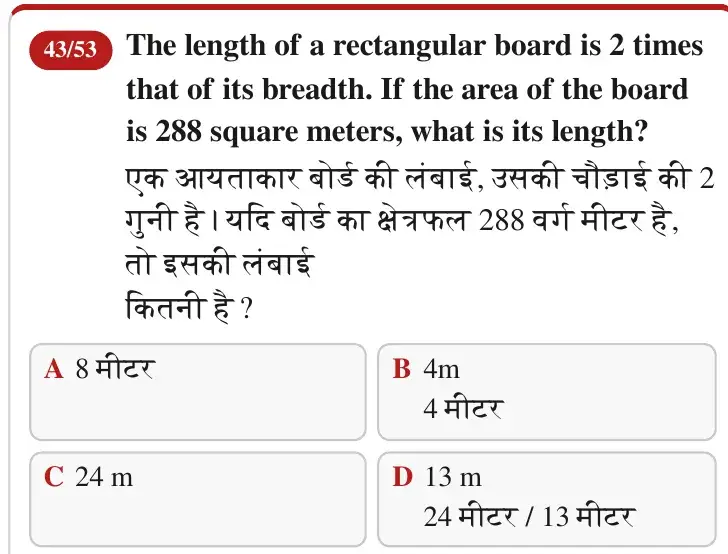 43/53 The length of a rectangular board is 2 times
that of its breadth. If the area of the board
is 288 square meters, what is its length?
एक आयताकार बोर्ड की लंबाई, उसकी चौड़ाई की 2
गुनी है। यदि बोर्ड का क्षेत्रफल 288 वर्ग मीटर है,
तो इसकी लंबाई
कितनी है ?
A 8 मीटर
B 4m
4 मीटर
C 24 m
D 13 m
24 मीटर / 13 मीटर